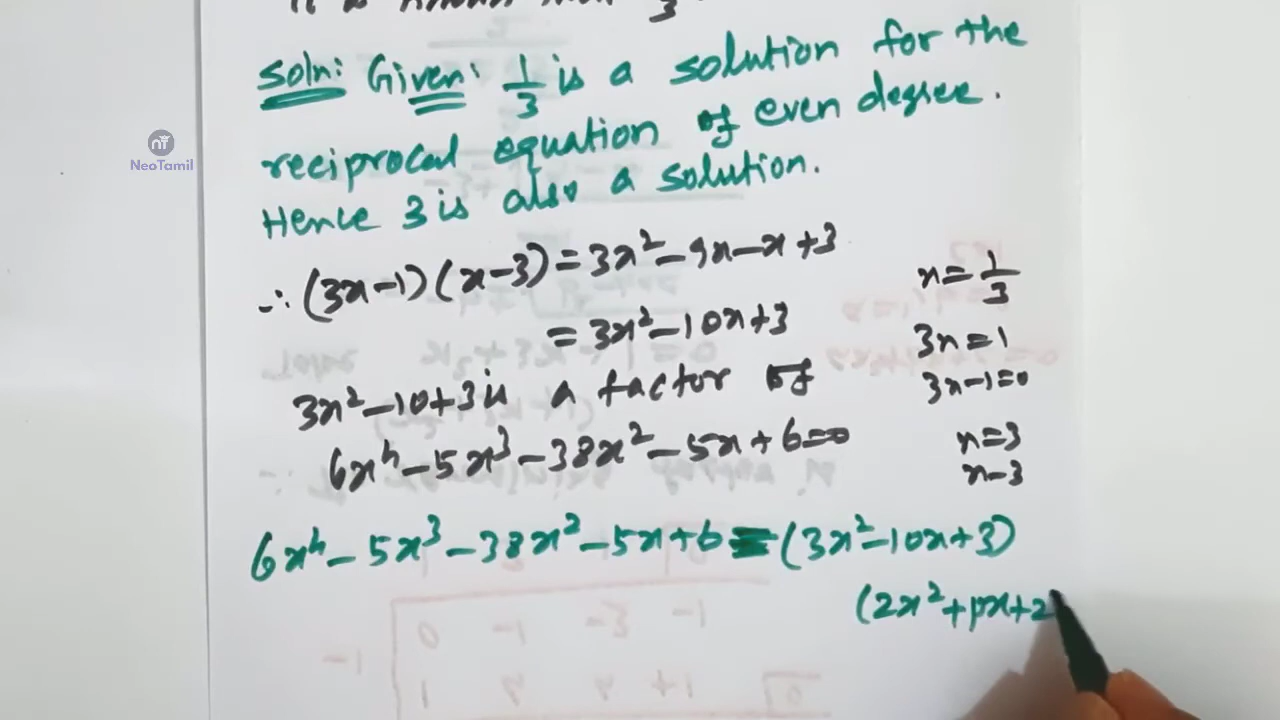 Soln: Given: 1/3 is a solution for the
reciprocal equation of even degree.
NeoTamil
Hence 3 is also a solution.
∴ (3x-1)(x-3) = 3x² - 9x - x + 3
= 3x² - 10x + 3
x = 1/3
3x = 1
3x² - 10 + 3 is a factor of
3x - 1 = 0
6x⁴ - 5x³ - 38x² - 5x + 6 = 0
x = 3
x - 3
6x⁴ - 5x³ - 38x² - 5x + 6 = (3x² - 10x + 3)
(2x² + px + 2